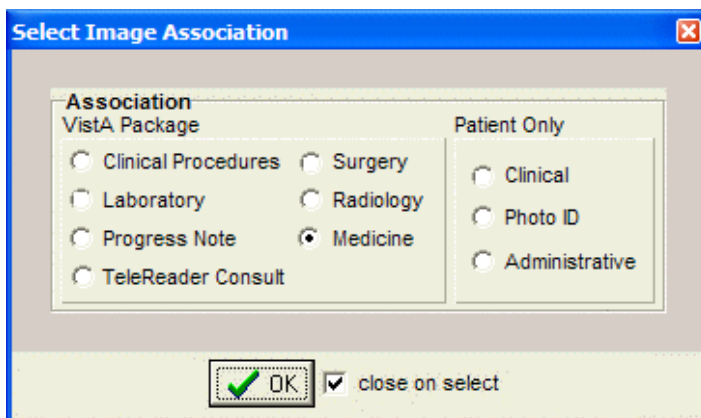 Select Image Association
Association
VistA Package
Patient Only
Clinical Procedures
Surgery
Laboratory
Radiology
Progress Note
Medicine
TeleReader Consult
Clinical
Photo ID
Administrative
OK
close on select